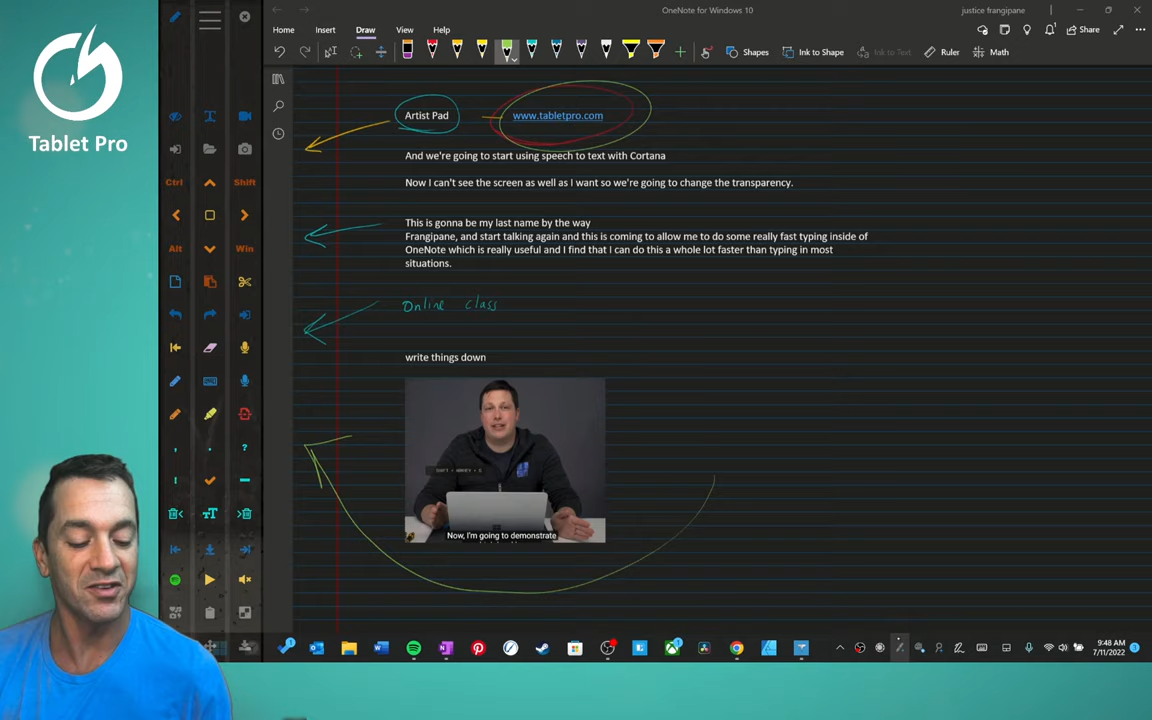 OneNote for Windows 10
justice frangipane
Home
Insert
Draw
View
Help
Share
Shapes
Ink to Shape
Ink to Text
Ruler
Math
Tablet Pro
Ctrl
Shift
Alt
Win
Artist Pad
www.tabletpro.com
And we're going to start using speech to text with Cortana
Now I can't see the screen as well as I want so we're going to change the transparency.
This is gonna be my last name by the way
Frangipane, and start talking again and this is coming to allow me to do some really fast typing inside of
OneNote which is really useful and I find that I can do this a whole lot faster than typing in most
situations.
Online class
write things down
Now, I'm going to demonstrate
9:48 AM
7/11/2022